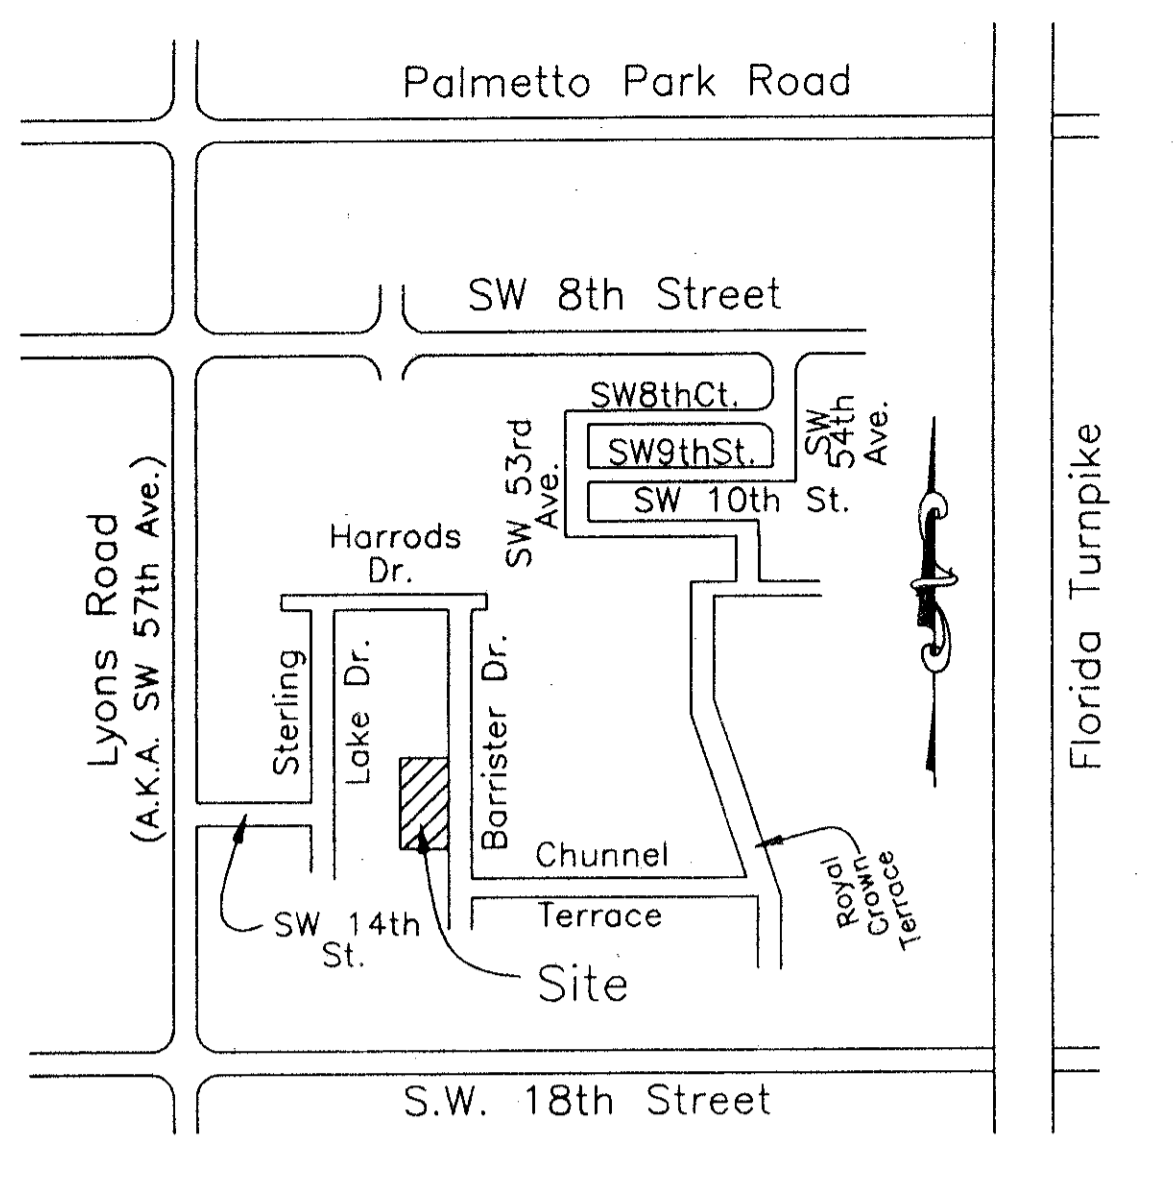 Palmetto Park Road
SW 8th Street
SW8thCt.
SW
54th
Ave.
SW 53rd
Ave.
SW9thSt.
SW 10th St.
Harrods
Dr.
Lyons Road
(A.K.A. SW 57th Ave.)
Florida Turnpike
Sterling
Lake Dr.
Barrister Dr.
Chunnel
Terrace
Royal
Crown
Terrace
SW 14th
St.
Site
S.W. 18th Street